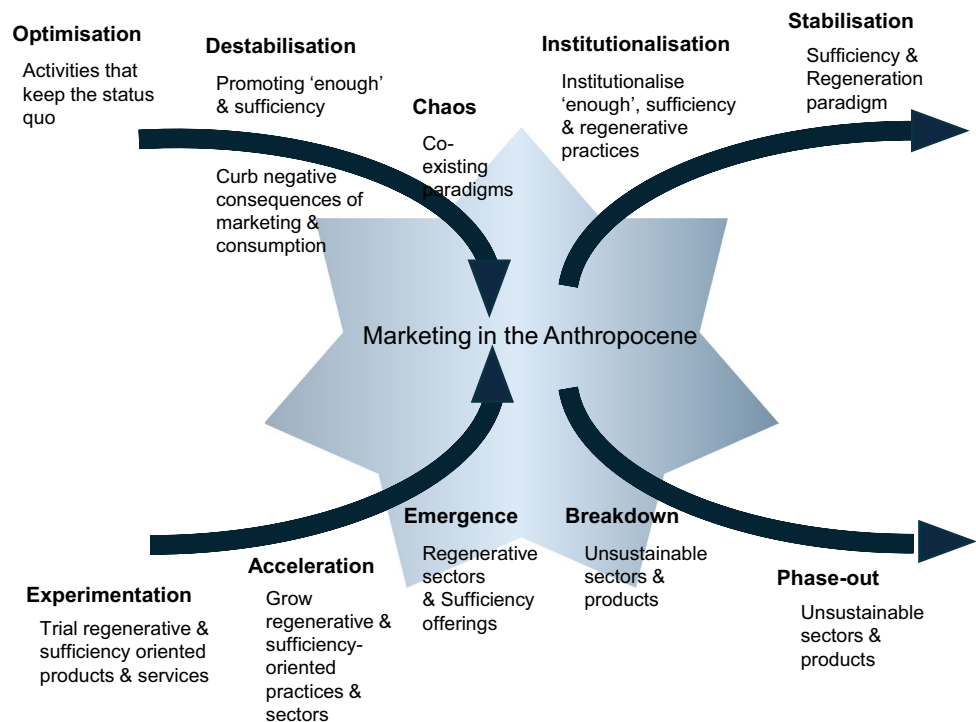 Optimisation
Activities that
keep the status
quo
Destabilisation
Promoting ‘enough’
& sufficiency
Curb negative
consequences of
marketing &
consumption
Chaos
Co-
existing
paradigms
Institutionalisation
Institutionalise
‘enough’, sufficiency
& regenerative
practices
Stabilisation
Sufficiency &
Regeneration
paradigm
Marketing in the Anthropocene
Experimentation
Trial regenerative &
sufficiency oriented
products & services
Acceleration
Grow
regenerative &
sufficiency-
oriented
practices &
sectors
Emergence
Regenerative
sectors
& Sufficiency
offerings
Breakdown
Unsustainable
sectors &
products
Phase-out
Unsustainable
sectors &
products